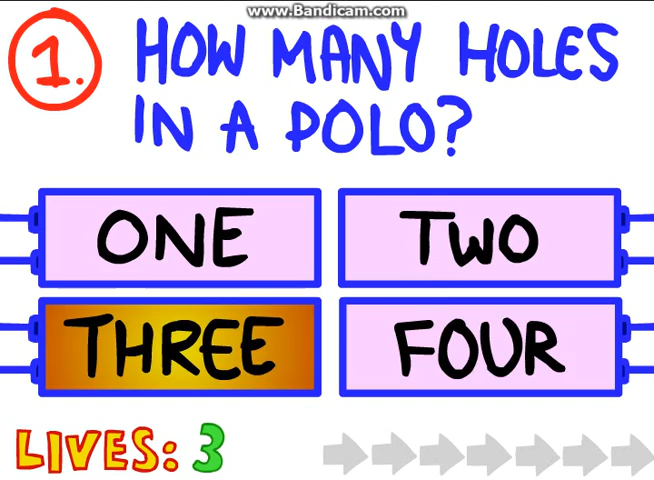 www.Bandicam.com
1. HOW MANY HOLES
IN A POLO?
ONE
TWO
THREE
FOUR
LIVES: 3